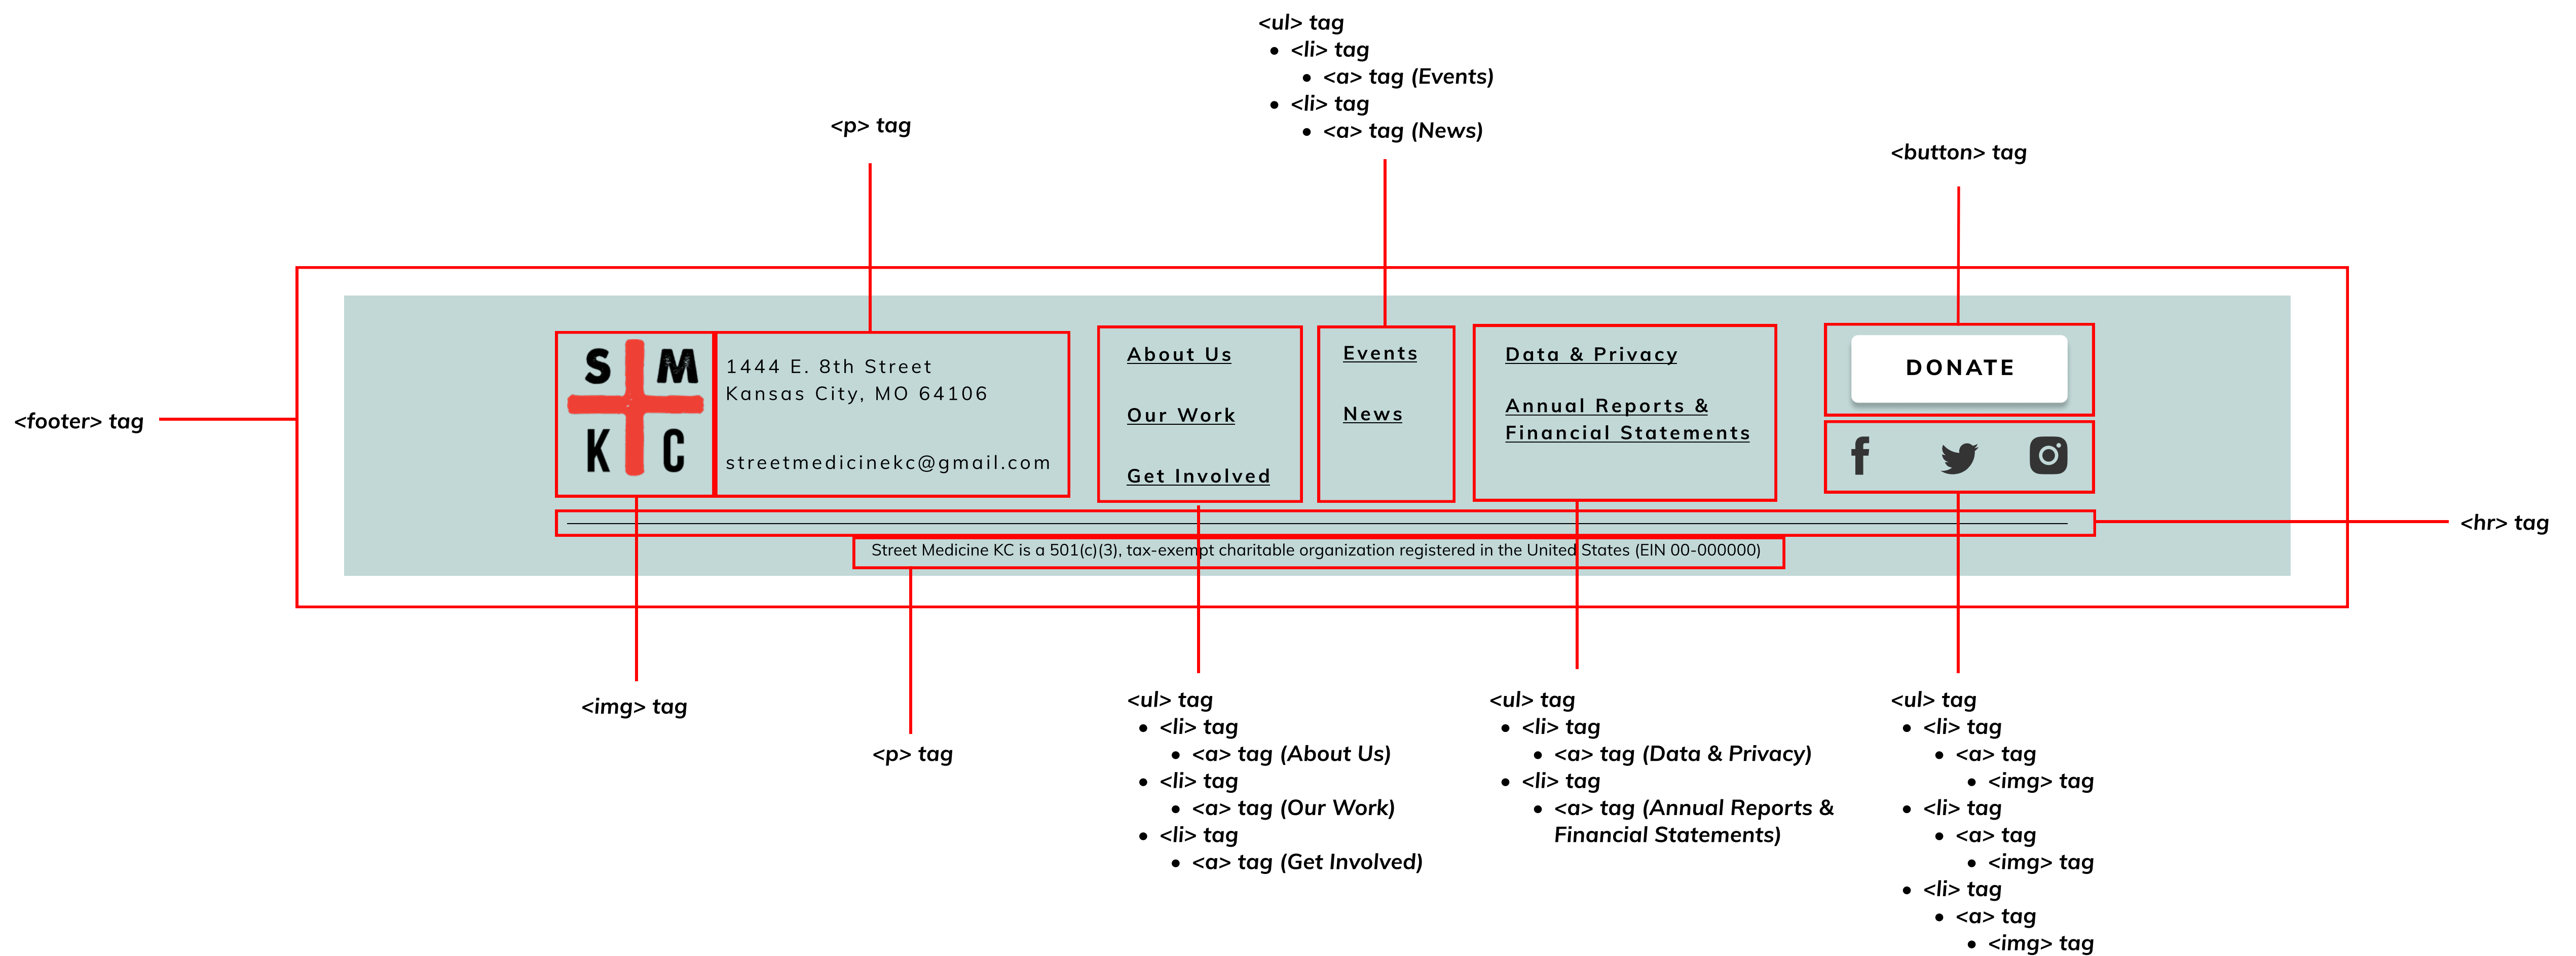 <ul> tag
• <li> tag
• <a> tag (Events)
• <li> tag
• <a> tag (News)
<p> tag
<button> tag
<footer> tag
S M
K C
1444 E. 8th Street
Kansas City, MO 64106
streetmedicinekc@gmail.com
About Us
Our Work
Get Involved
Events
News
Data & Privacy
Annual Reports &
Financial Statements
DONATE
<hr> tag
Street Medicine KC is a 501(c)(3), tax-exempt charitable organization registered in the United States (EIN 00-000000)
<img> tag
<p> tag
<ul> tag
• <li> tag
• <a> tag (About Us)
• <li> tag
• <a> tag (Our Work)
• <li> tag
• <a> tag (Get Involved)
<ul> tag
• <li> tag
• <a> tag (Data & Privacy)
• <li> tag
• <a> tag (Annual Reports &
Financial Statements)
<ul> tag
• <li> tag
• <a> tag
• <img> tag
• <li> tag
• <a> tag
• <img> tag
• <li> tag
• <a> tag
• <img> tag